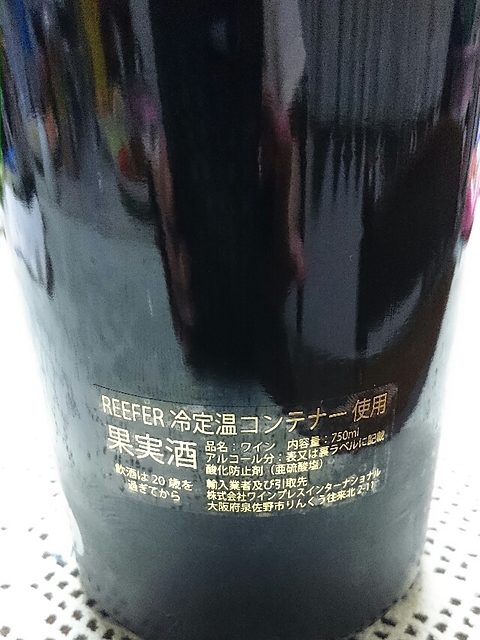 REEFER 冷定温コンテナー 使用
果実酒
品名：ワイン 内容量：750ml
アルコール分：表又は裏ラベルに記載
酸化防止剤（亜硫酸塩）
飲酒は20歳を
過ぎてから
輸入業者及び引取先
株式会社ワインプレスインターナショナル
大阪府泉佐野市りんくう往来北 2-11